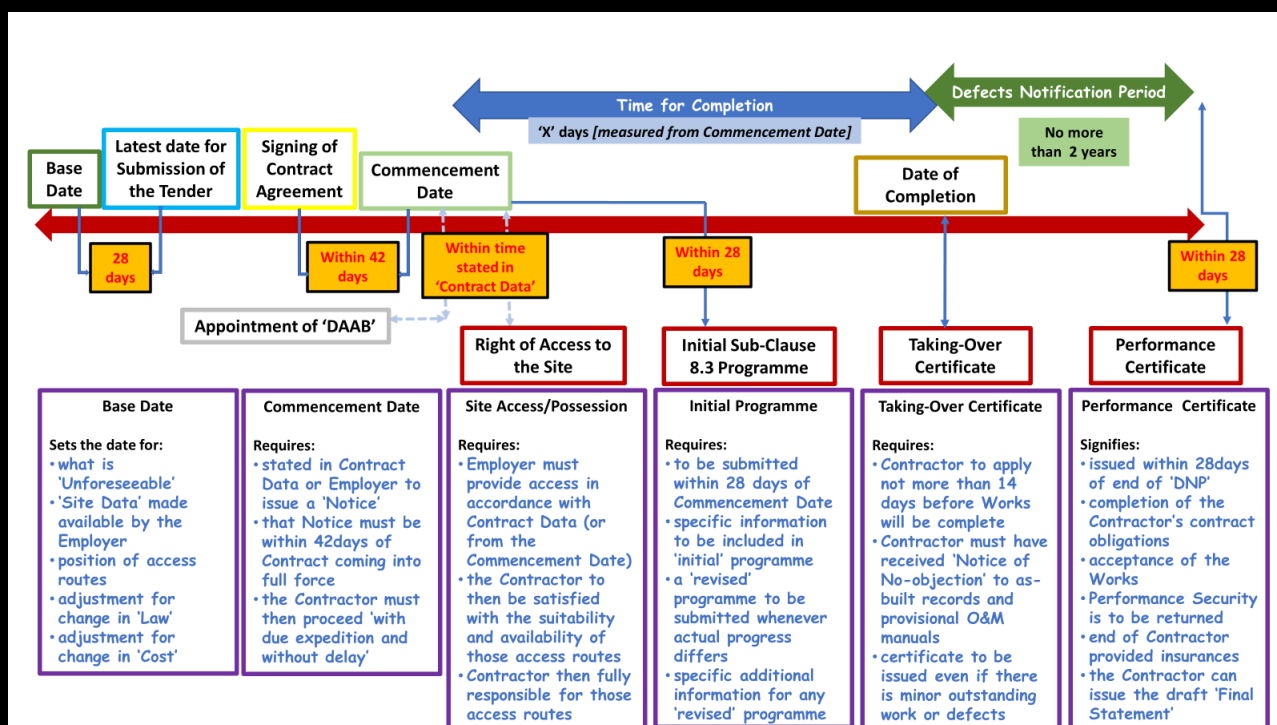 Time for Completion
'X' days [measured from Commencement Date]
Defects Notification Period
No more
than 2 years
Base
Date
Latest date for
Submission of
the Tender
Signing of
Contract
Agreement
Commencement
Date
Date of
Completion
28
days
Within 42
days
Within time
stated in
'Contract Data'
Within 28
days
Within 28
days
Appointment of 'DAAB'
Right of Access to
the Site
Initial Sub-Clause
8.3 Programme
Taking-Over
Certificate
Performance
Certificate
Base Date
Sets the date for:
• what is
'Unforeseeable'
• 'Site Data' made
available by the
Employer
• position of access
routes
• adjustment for
change in 'Law'
• adjustment for
change in 'Cost'
Commencement Date
Requires:
• stated in Contract
Data or Employer to
issue a 'Notice'
• that Notice must be
within 42days of
Contract coming into
full force
• the Contractor must
then proceed 'with
due expedition and
without delay'
Site Access/Possession
Requires:
• Employer must
provide access in
accordance with
Contract Data (or
from the
Commencement Date)
• the Contractor to
then be satisfied
with the suitability
and availability of
those access routes
• Contractor then fully
responsible for those
access routes
Initial Programme
Requires:
• to be submitted
within 28 days of
Commencement Date
• specific information
to be included in
'initial' programme
• a 'revised'
programme to be
submitted whenever
actual progress
differs
• specific additional
information for any
'revised' programme
Taking-Over Certificate
Requires:
• Contractor to apply
not more than 14
days before Works
will be complete
• Contractor must have
received 'Notice of
No-objection' to as-
built records and
provisional O&M
manuals
• certificate to be
issued even if there
is minor outstanding
work or defects
Performance Certificate
Signifies:
• issued within 28days
of end of 'DNP'
• completion of the
Contractor's contract
obligations
• acceptance of the
Works
• Performance Security
is to be returned
• end of Contractor
provided insurances
• the Contractor can
issue the draft 'Final
Statement'